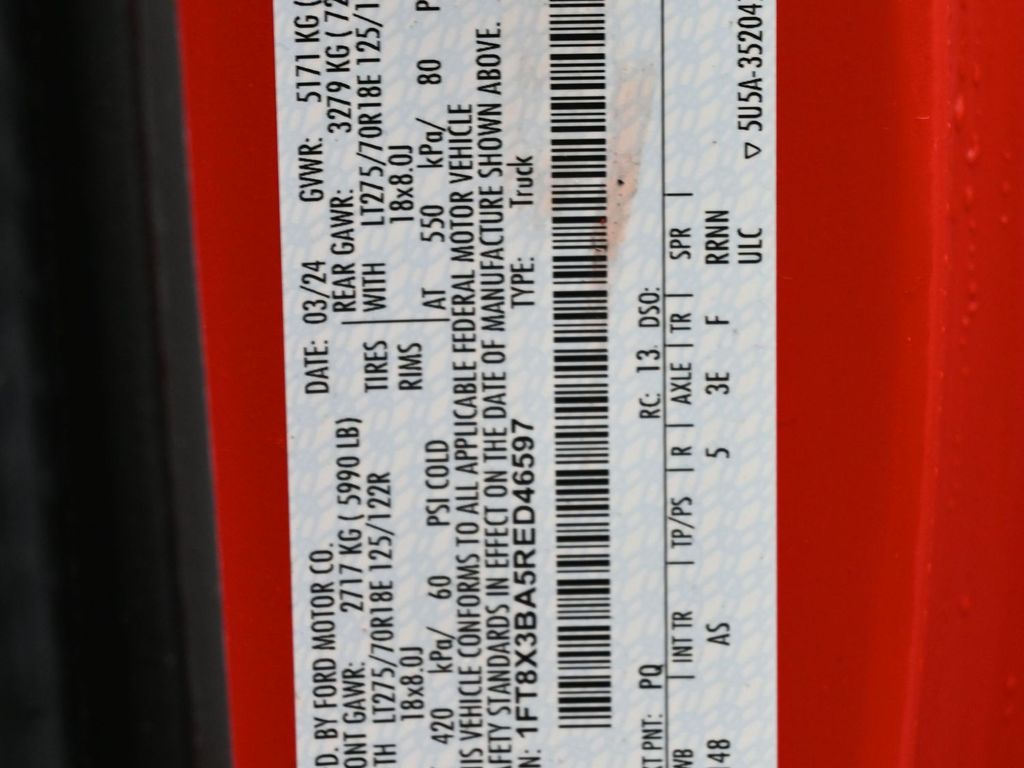 D. BY FORD MOTOR CO. DATE: 03/24 GVWR: 5171 KG (
ONT GAWR: 2717 KG ( 5990 LB) REAR GAWR: 3279 KG ( 72
TH LT275/70R18E 125/122R TIRES WITH LT275/70R18E 125/1
18x8.0J RIMS 18x8.0J
420 kPa/ 60 PSI COLD AT 550 kPa/ 80 P
IS VEHICLE CONFORMS TO ALL APPLICABLE FEDERAL MOTOR VEHICLE
AFETY STANDARDS IN EFFECT ON THE DATE OF MANUFACTURE SHOWN ABOVE.
N: 1FT8X3BA5RED46597 TYPE: Truck
T PNT: PQ RC: 13 DSO:
WB | INT TR | TP/PS | R | AXLE | TR | SPR |
148 AS 5 3E F RRNN
ULC ▽ 5U5A-35204